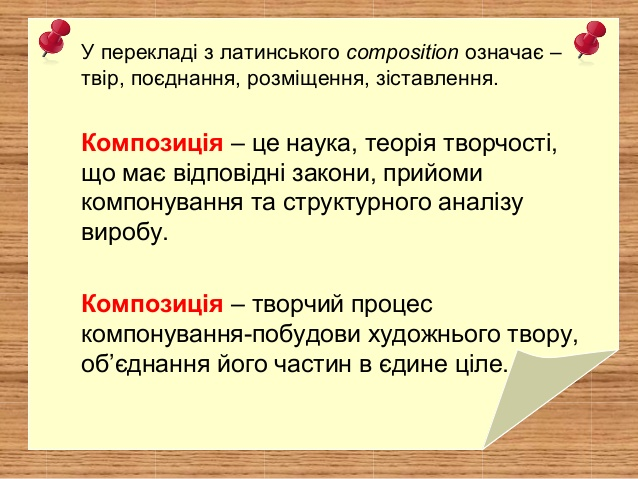 У перекладі з латинського composition означає –
твір, поєднання, розміщення, зіставлення.
Композиція – це наука, теорія творчості,
що має відповідні закони, прийоми
компонування та структурного аналізу
виробу.
Композиція – творчий процес
компонування-побудови художнього твору,
об’єднання його частин в єдине ціле.